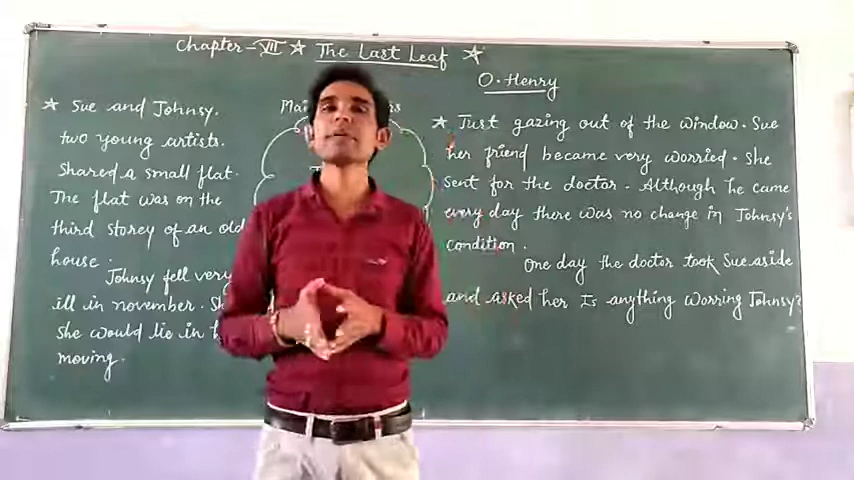 Chapter-VII ☆ The Last Leaf ☆
O. Henry
☆ Sue and Johnsy.
two young artists.
Shared a small flat.
The flat was on the
third storey of an old
house.
Johnsy fell very
ill in november.
she would lie in
moving.
☆ Just gazing out of the window. Sue
her friend became very worried. She
sent for the doctor. Although he came
every day there was no change in Johnsy's
condition.
One day the doctor took Sue aside
and asked her Is anything worring Johnsy?